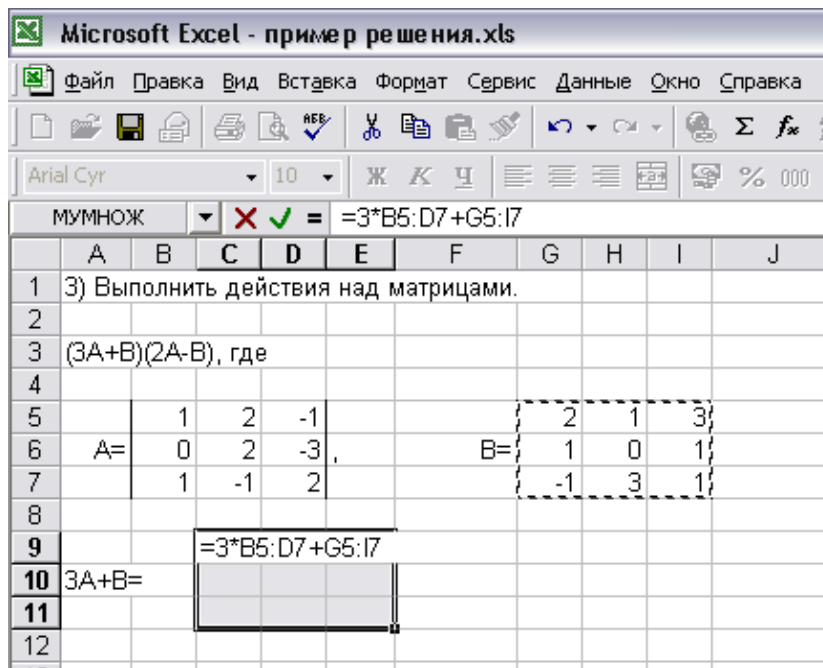 Microsoft Excel - пример решения.xls
Файл Правка Вид Вставка Формат Сервис Данные Окно Справка
АБВ Σ fx
Arial Cyr 10 Ж К Ч % 000
МУМНОЖ = =3*B5:D7+G5:I7
A B C D E F G H I J
1 3) Выполнить действия над матрицами.
2
3 (3A+B)(2A-B), где
4
5 1 2 -1 2 1 3
6 A= 0 2 -3 , B= 1 0 1
7 1 -1 2 -1 3 1
8
9 =3*B5:D7+G5:I7
10 3A+B=
11
12